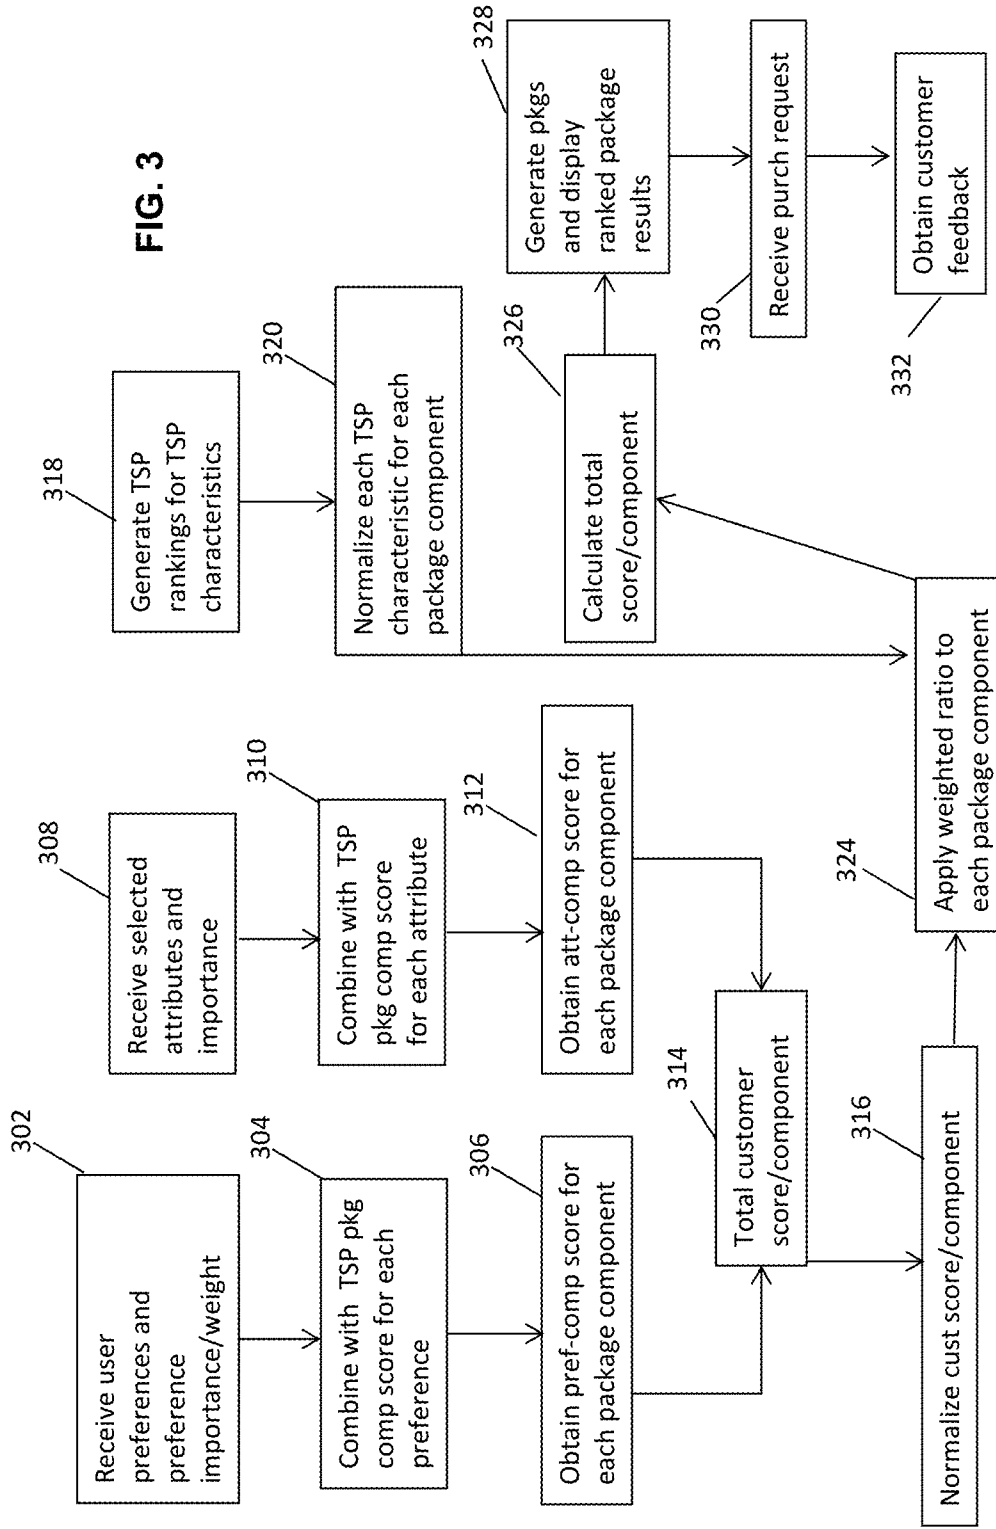 FIG. 3
302
Receive user
preferences and
preference
importance/weight
304
Combine with TSP pkg
comp score for each
preference
306
Obtain pref-comp score for
each package component
308
Receive selected
attributes and
importance
310
Combine with TSP
pkg comp score
for each attribute
312
Obtain att-comp score for
each package component
314
Total customer
score/component
316
Normalize cust score/component
318
Generate TSP
rankings for TSP
characteristics
320
Normalize each TSP
characteristic for each
package component
324
Apply weighted ratio to
each package component
326
Calculate total
score/component
328
Generate pkgs
and display
ranked package
results
330
Receive purch request
332
Obtain customer
feedback